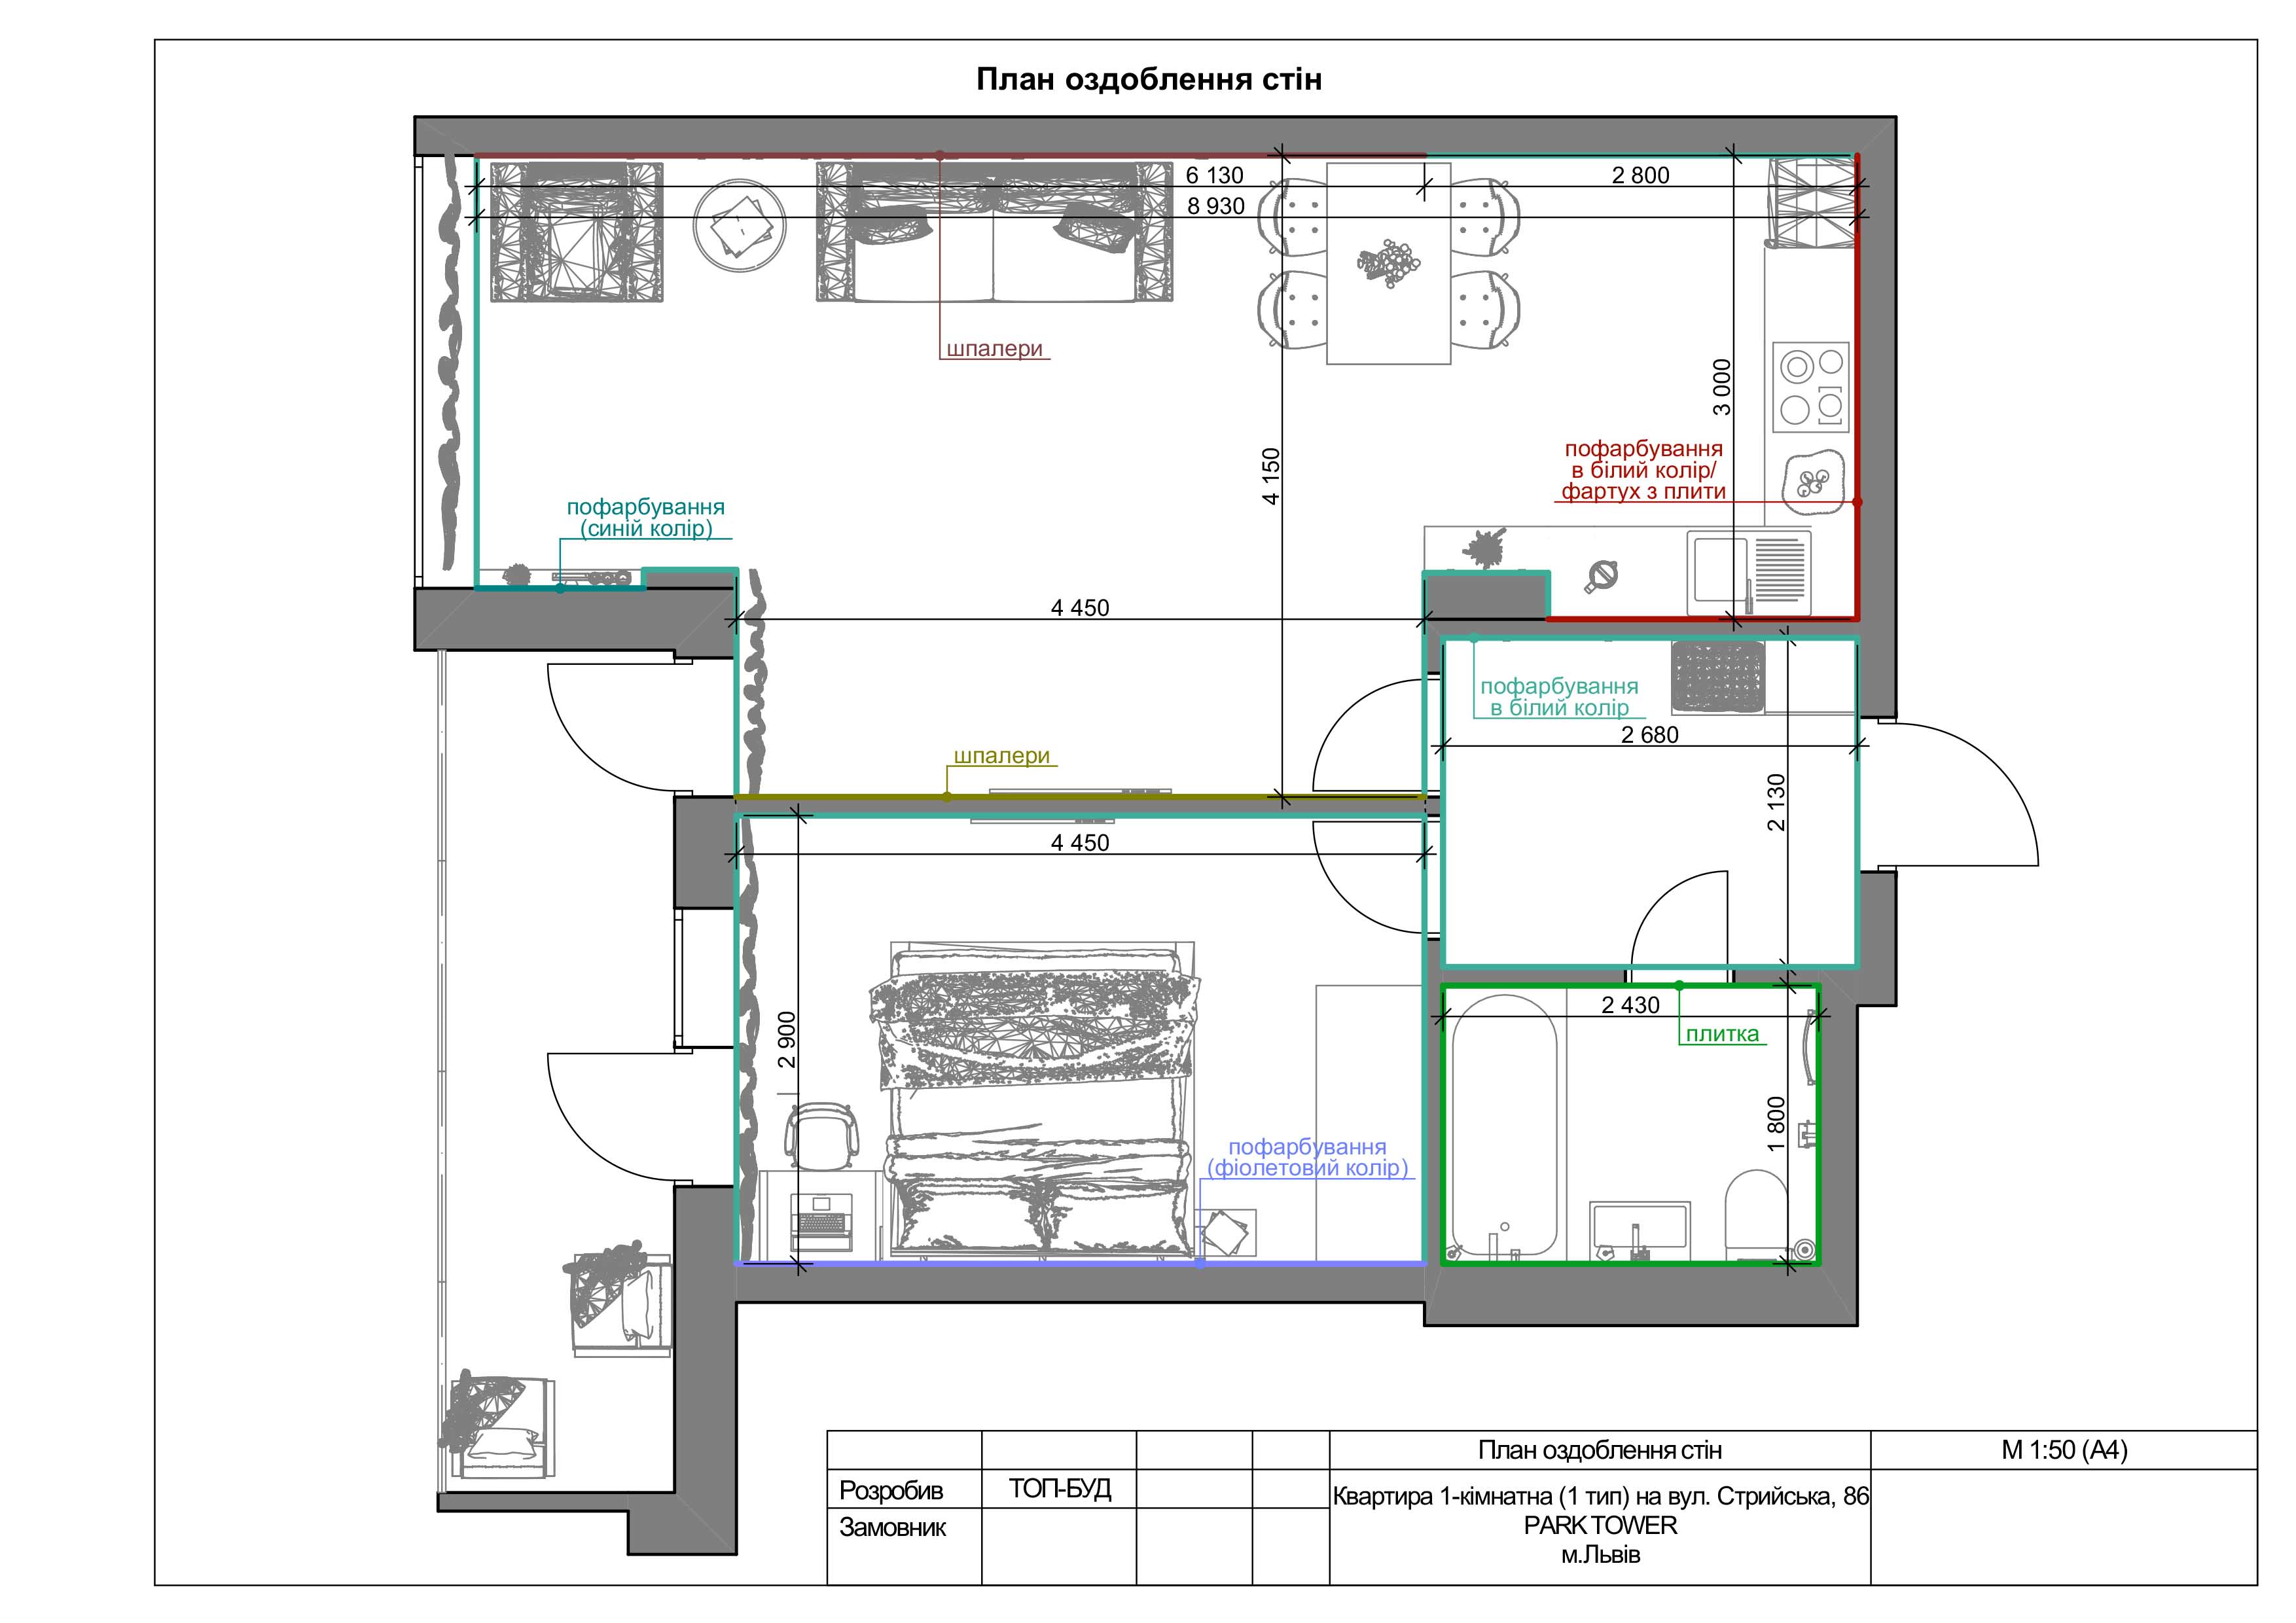 План оздоблення стін
6 130
2 800
8 930
шпалери
3 000
пофарбування
в білий колір/
фартух з плити
4 150
пофарбування
(синій колір)
4 450
пофарбування
в білий колір
2 680
шпалери
2 130
4 450
2 900
2 430
плитка
1 800
пофарбування
(фіолетовий колір)
План оздоблення стін
М 1:50 (А4)
Розробив
ТОП-БУД
Замовник
Квартира 1-кімнатна (1 тип) на вул. Стрийська, 86
PARK TOWER
м.Львів